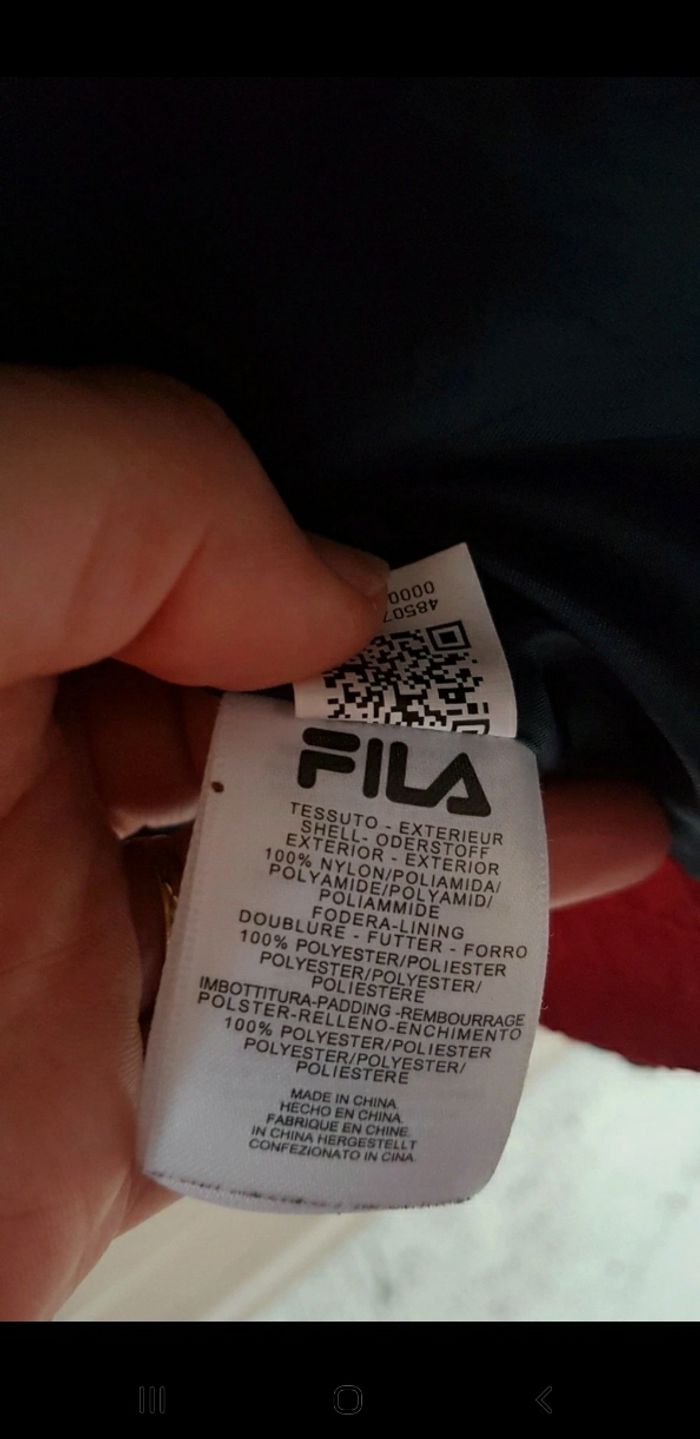 0000
48507
FILA
TESSUTO - EXTERIEUR
SHELL- ODERSTOFF
EXTERIOR - EXTERIOR
100% NYLON/POLIAMIDA/
POLYAMIDE/POLYAMID/
POLIAMMIDE
FODERA-LINING
DOUBLURE - FUTTER - FORRO
100% POLYESTER/POLIESTER
POLYESTER/POLYESTER/
POLIESTERE
IMBOTTITURA-PADDING -REMBOURRAGE
POLSTER-RELLENO-ENCHIMENTO
100% POLYESTER/POLIESTER
POLYESTER/POLYESTER/
POLIESTERE
MADE IN CHINA
HECHO EN CHINA.
FABRIQUE EN CHINE
IN CHINA HERGESTELLT
CONFEZIONATO IN CINA.